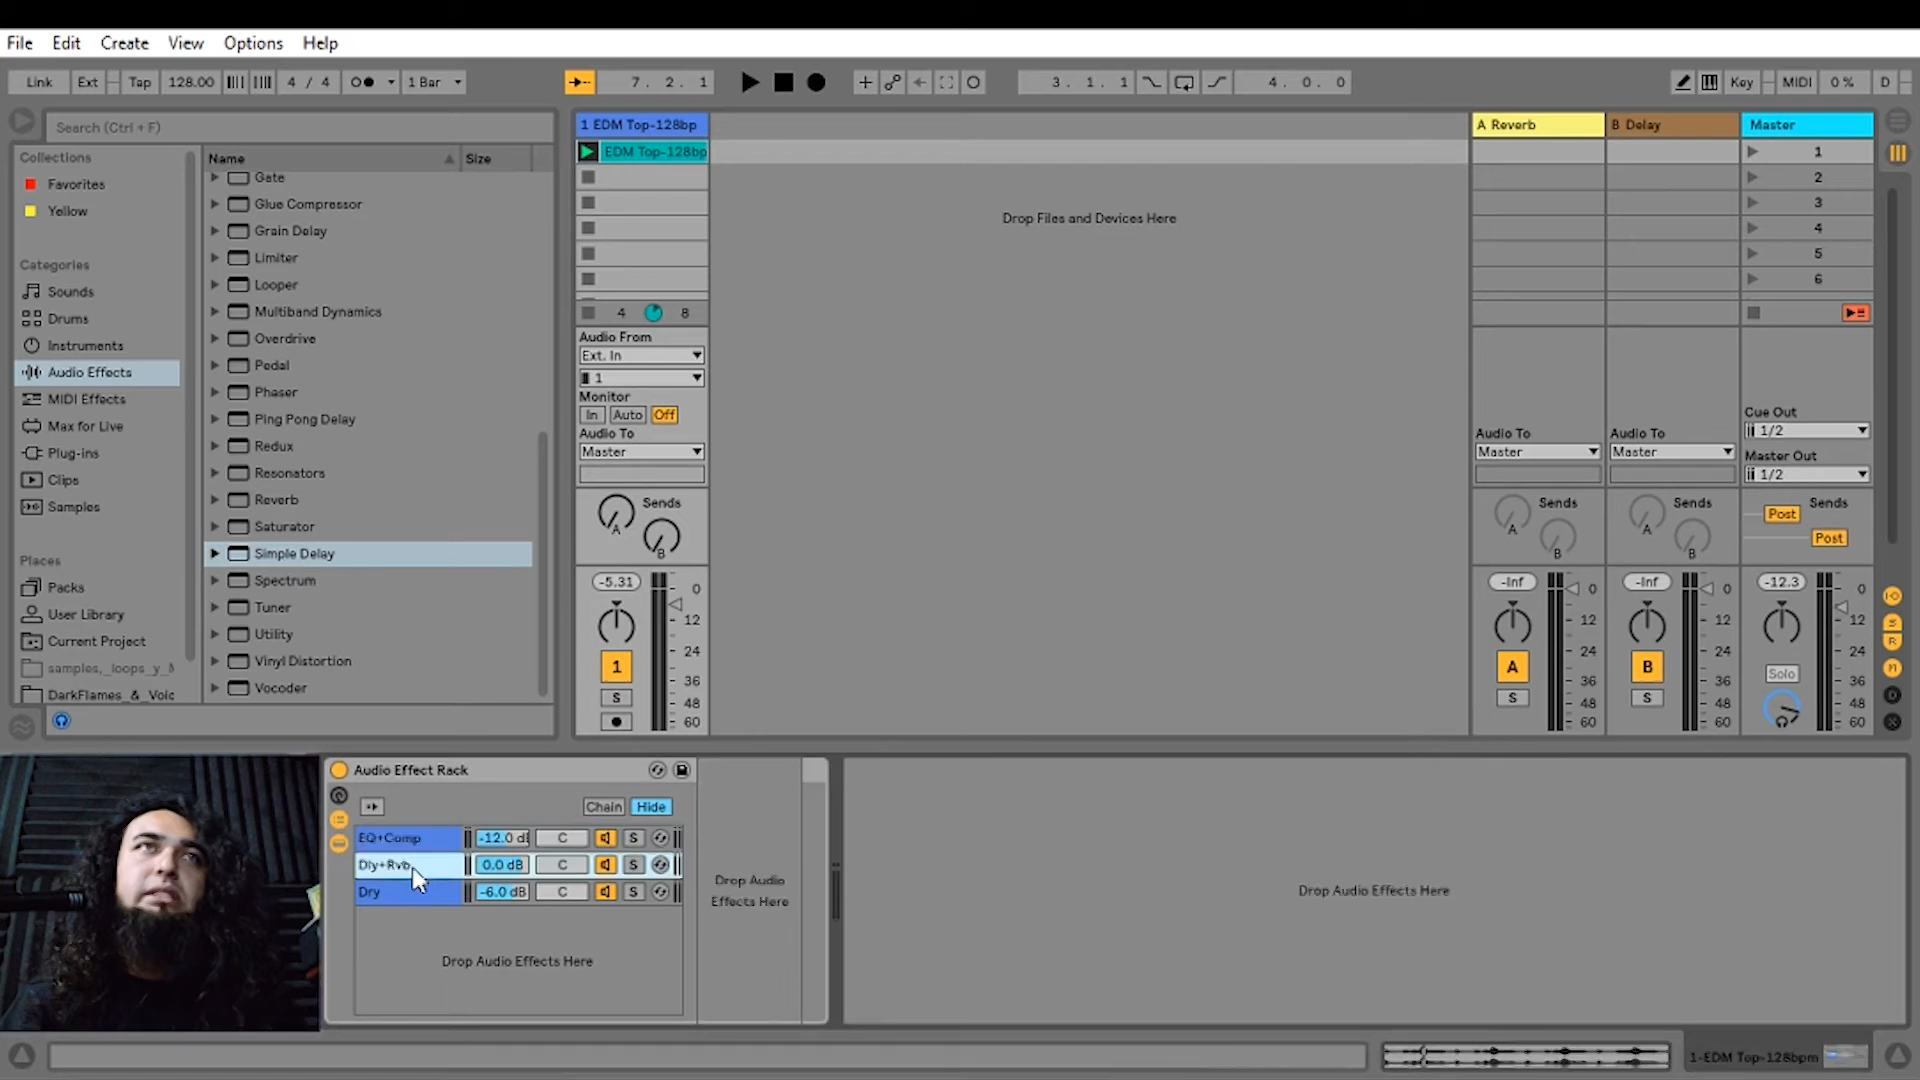 File Edit Create View Options Help
Link Ext Tap 128.00 4 / 4 1 Bar 7. 2. 1 3. 1. 1 4. 0. 0 Key MIDI 0 % D
Search (Ctrl + F)
Collections
Favorites
Yellow
Categories
Sounds
Drums
Instruments
Audio Effects
MIDI Effects
Max for Live
Plug-ins
Clips
Samples
Places
Packs
User Library
Current Project
samples,_loops_y_
DarkFlames_&_Voic
Name Size
Gate
Glue Compressor
Grain Delay
Limiter
Looper
Multiband Dynamics
Overdrive
Pedal
Phaser
Ping Pong Delay
Redux
Resonators
Reverb
Saturator
Simple Delay
Spectrum
Tuner
Utility
Vinyl Distortion
Vocoder
1 EDM Top-128bp
EDM Top-128bp
4 8
Audio From
Ext. In
1
Monitor
In Auto Off
Audio To
Master
Sends
A
B
-5.31
0
12
24
36
48
60
1
S
Drop Files and Devices Here
A Reverb
Audio To
Master
Sends
A
B
-Inf
0
12
24
36
48
60
A
S
B Delay
Audio To
Master
Sends
A
B
-Inf
0
12
24
36
48
60
B
S
Master
1
2
3
4
5
6
Cue Out
1/2
Master Out
1/2
Sends
Post
Post
-12.3
0
12
24
36
48
60
Solo
I-O
S
R
M
D
X
Audio Effect Rack
Chain Hide
EQ+Comp -12.0 d C S
Dly+Rvb 0.0 dB C S
Dry -6.0 dB C S
Drop Audio Effects Here
Drop Audio
Effects Here
Drop Audio Effects Here
1-EDM Top-128bpm